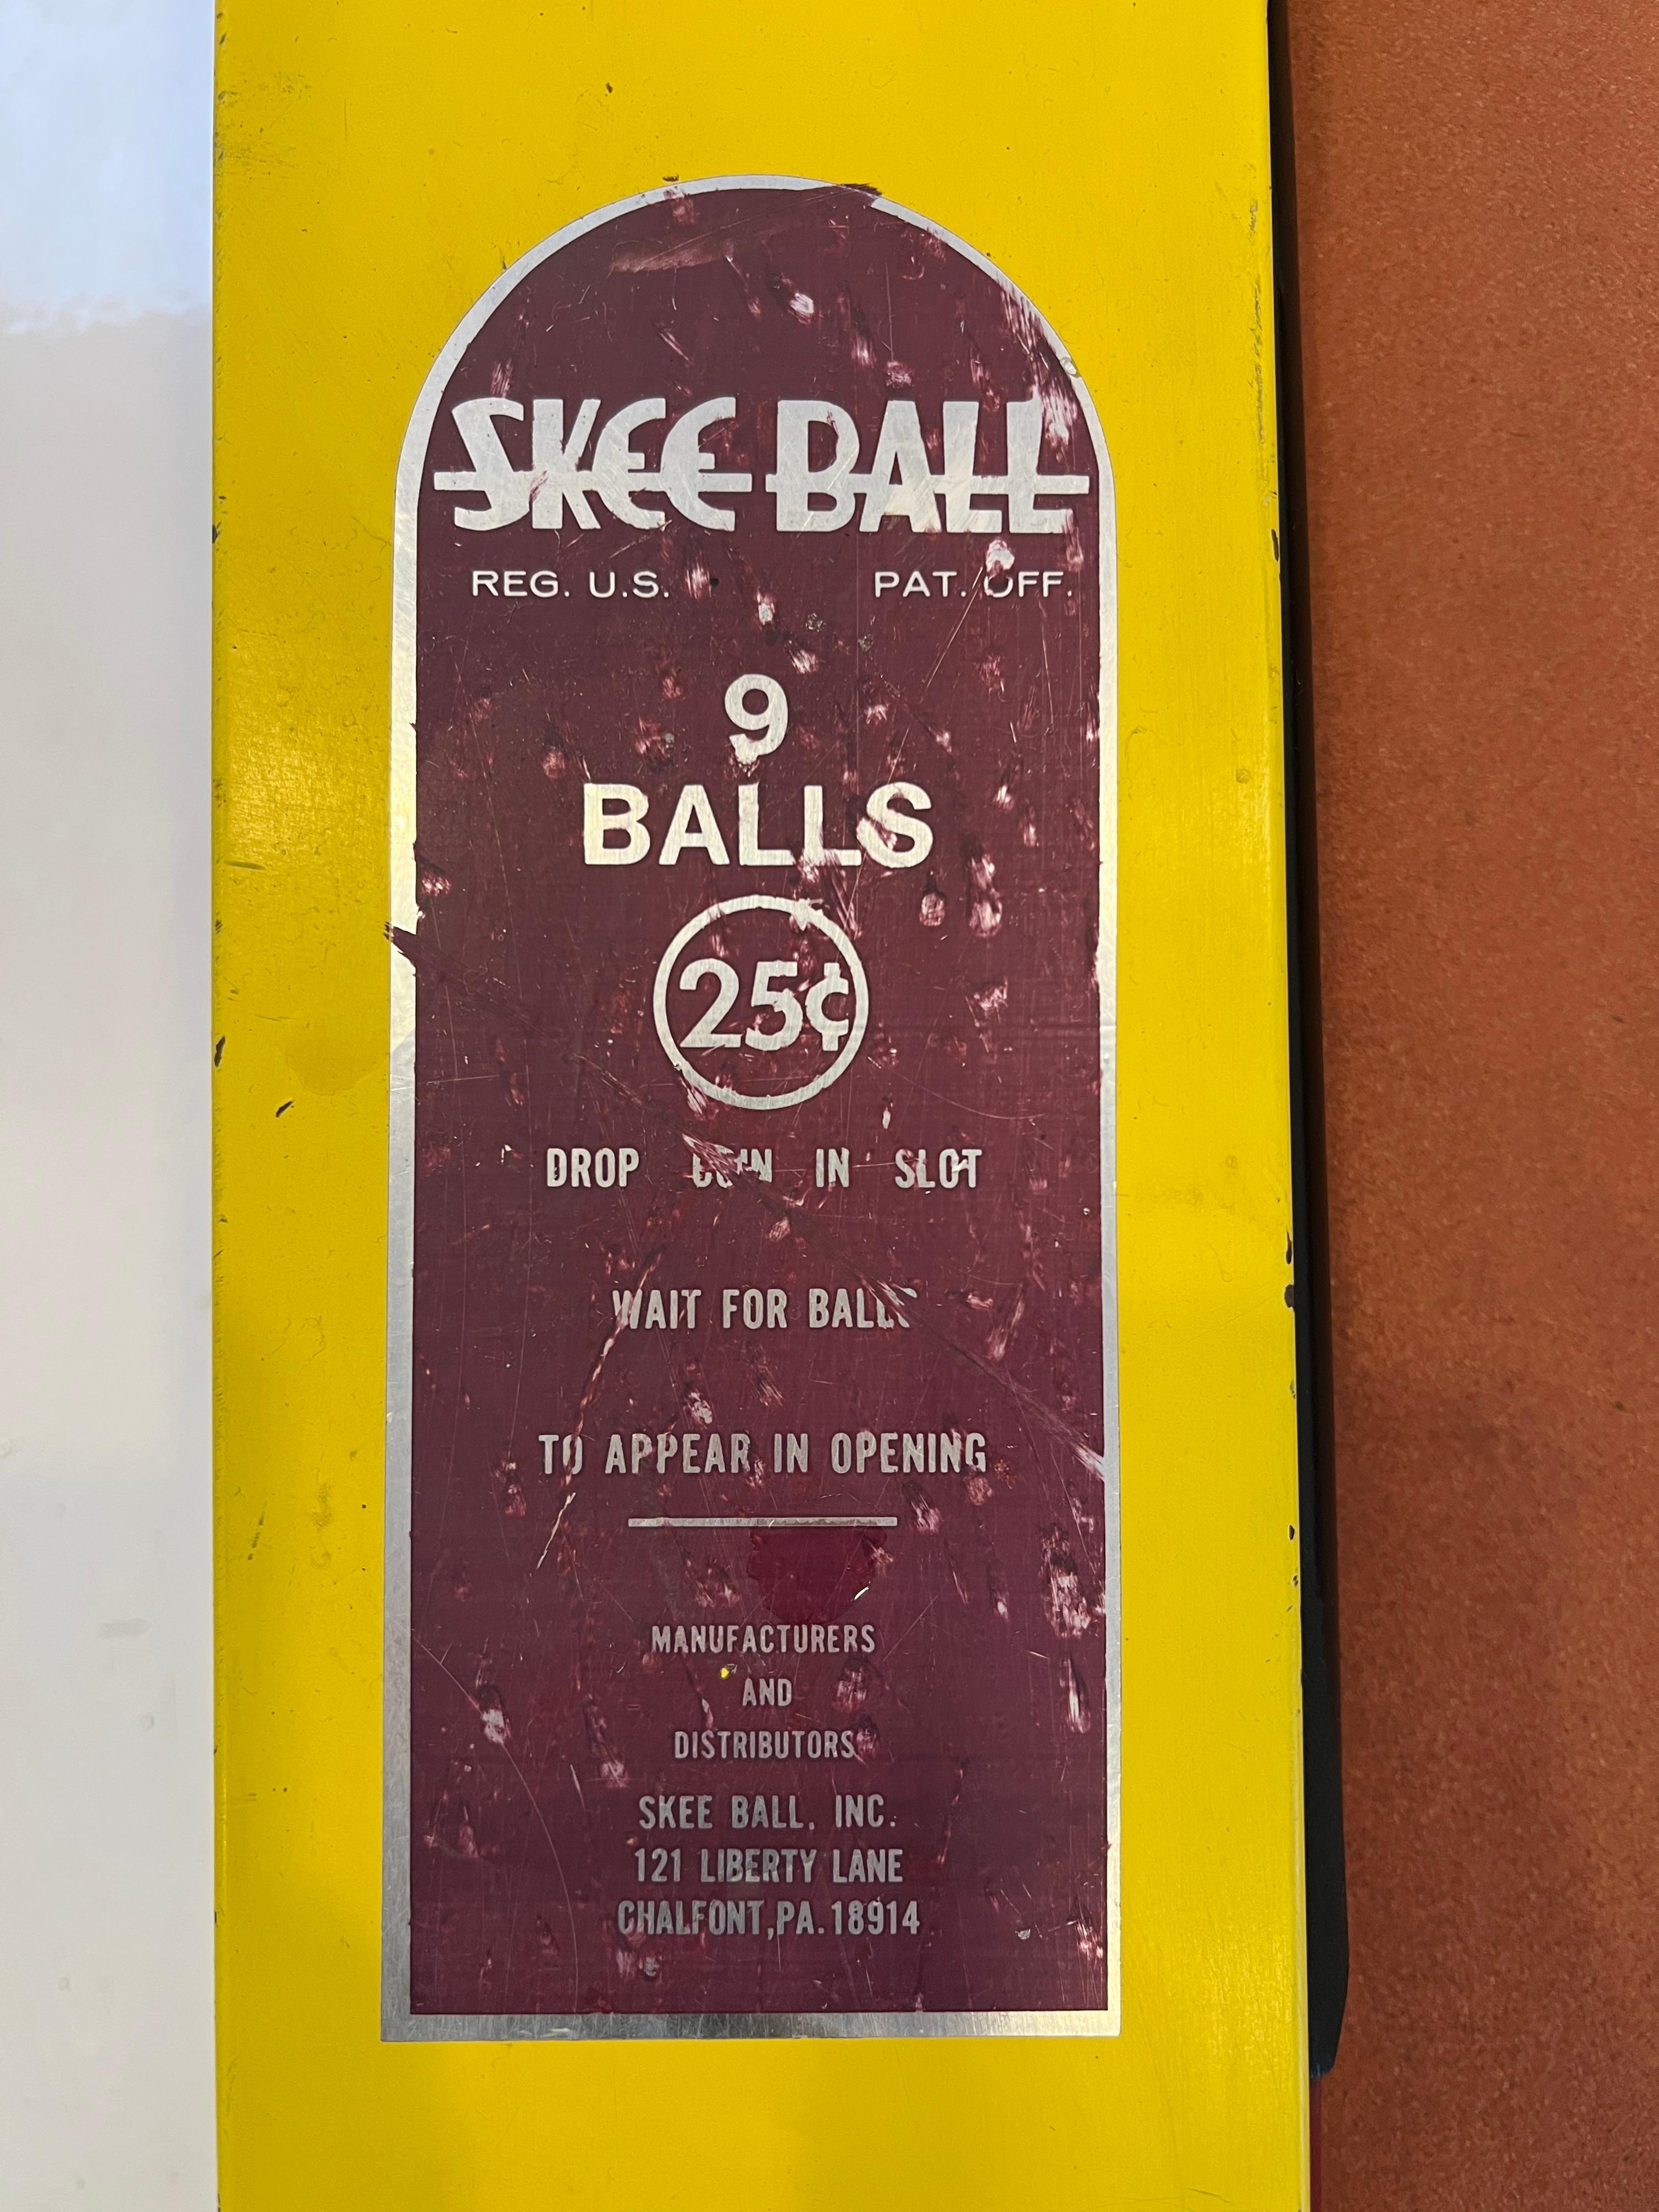 SKEE BALL
REG. U.S. PAT. OFF.
9
BALLS
25¢
DROP COIN IN SLOT
WAIT FOR BALLS
TO APPEAR IN OPENING
MANUFACTURERS
AND
DISTRIBUTORS
SKEE BALL, INC.
121 LIBERTY LANE
CHALFONT, PA. 18914